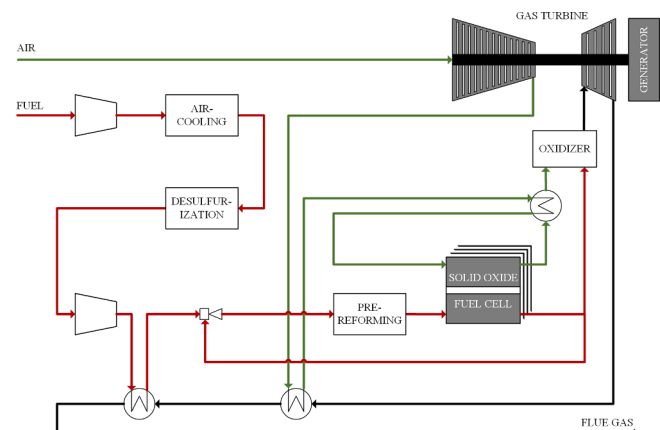 GAS TURBINE
GENERATOR
AIR
FUEL
AIR-
COOLING
OXIDIZER
DESULFUR-
IZATION
SOLID OXIDE
FUEL CELL
PRE-
REFORMING
FLUE GAS